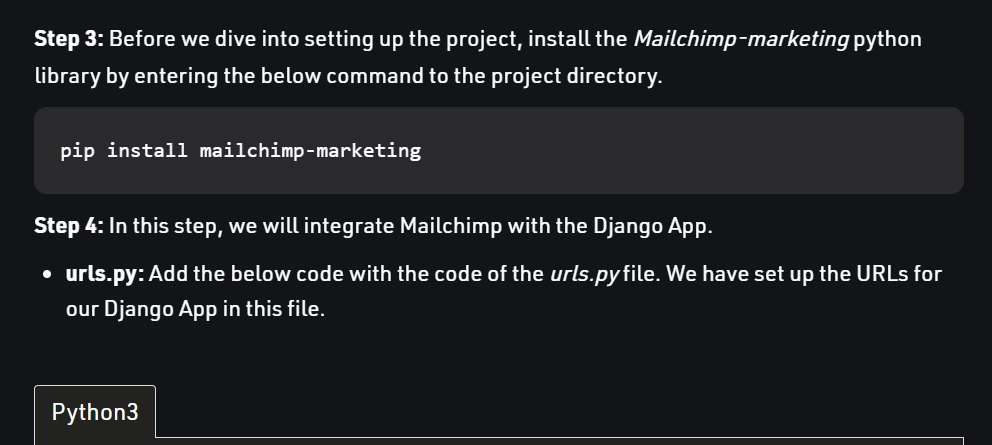 Step 3: Before we dive into setting up the project, install the Mailchimp-marketing python
library by entering the below command to the project directory.
pip install mailchimp-marketing
Step 4: In this step, we will integrate Mailchimp with the Django App.
• urls.py: Add the below code with the code of the urls.py file. We have set up the URLs for
our Django App in this file.
Python3